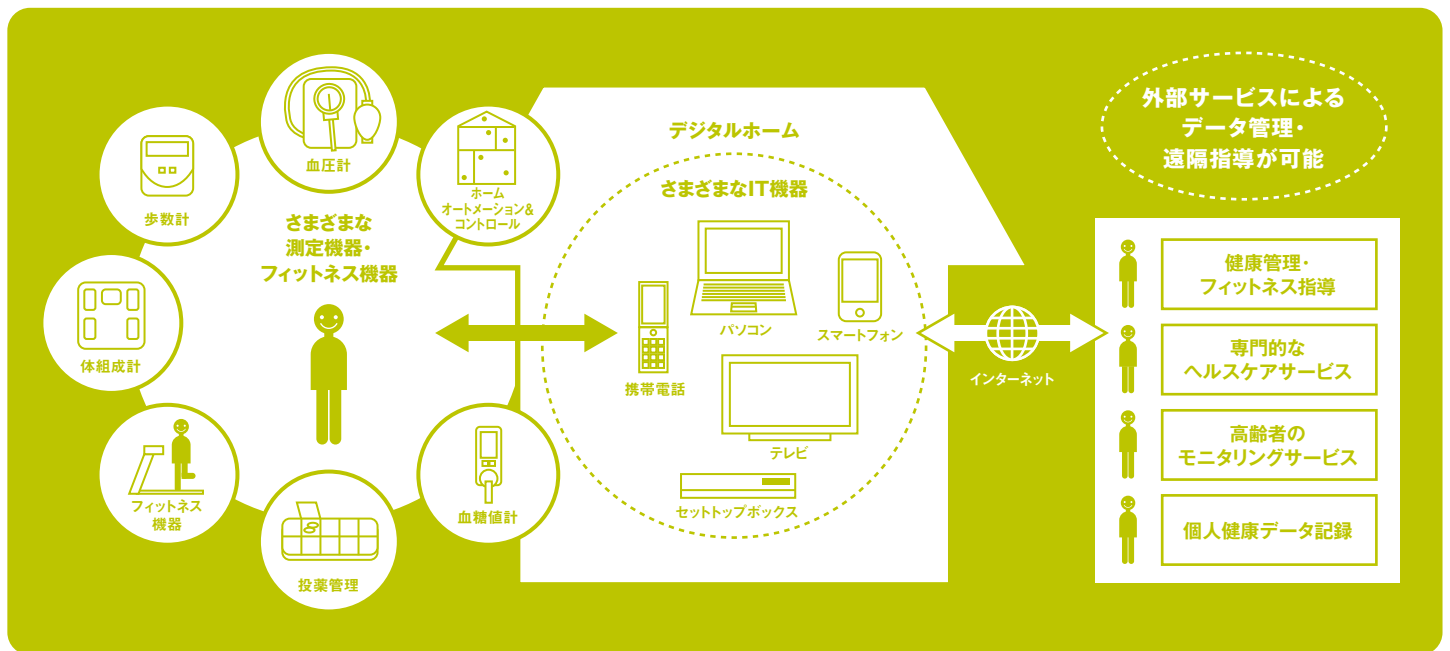 血圧計
歩数計
ホーム
オートメーション&
コントロール
さまざまな
測定機器・
フィットネス機器
体組成計
フィットネス
機器
投薬管理
血糖値計
デジタルホーム
さまざまなIT機器
パソコン
スマートフォン
携帯電話
テレビ
セットトップボックス
インターネット
外部サービスによる
データ管理・
遠隔指導が可能
健康管理・
フィットネス指導
専門的な
ヘルスケアサービス
高齢者の
モニタリングサービス
個人健康データ記録